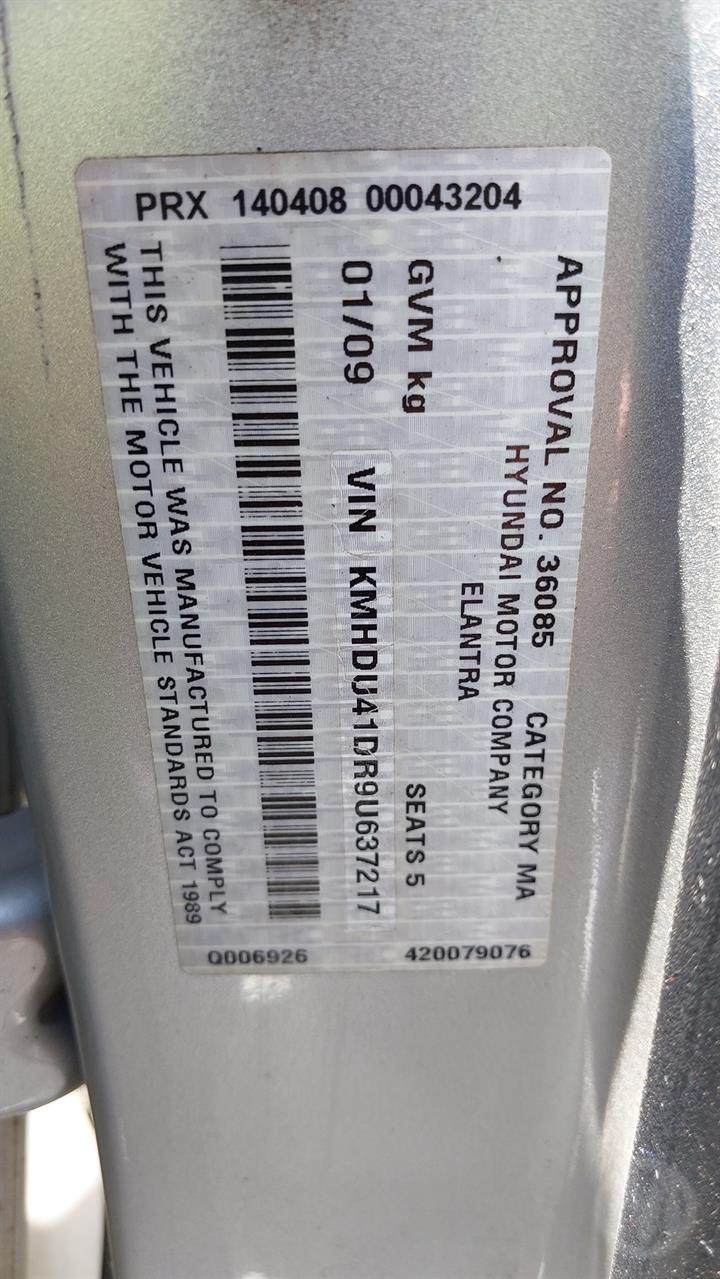 PRX 140408 00043204
APPROVAL NO. 36085 CATEGORY MA
HYUNDAI MOTOR COMPANY
ELANTRA
GVM kg SEATS 5
01/09 VIN KMHDU41DR9U637217
THIS VEHICLE WAS MANUFACTURED TO COMPLY
WITH THE MOTOR VEHICLE STANDARDS ACT 1989
Q006926 420079076